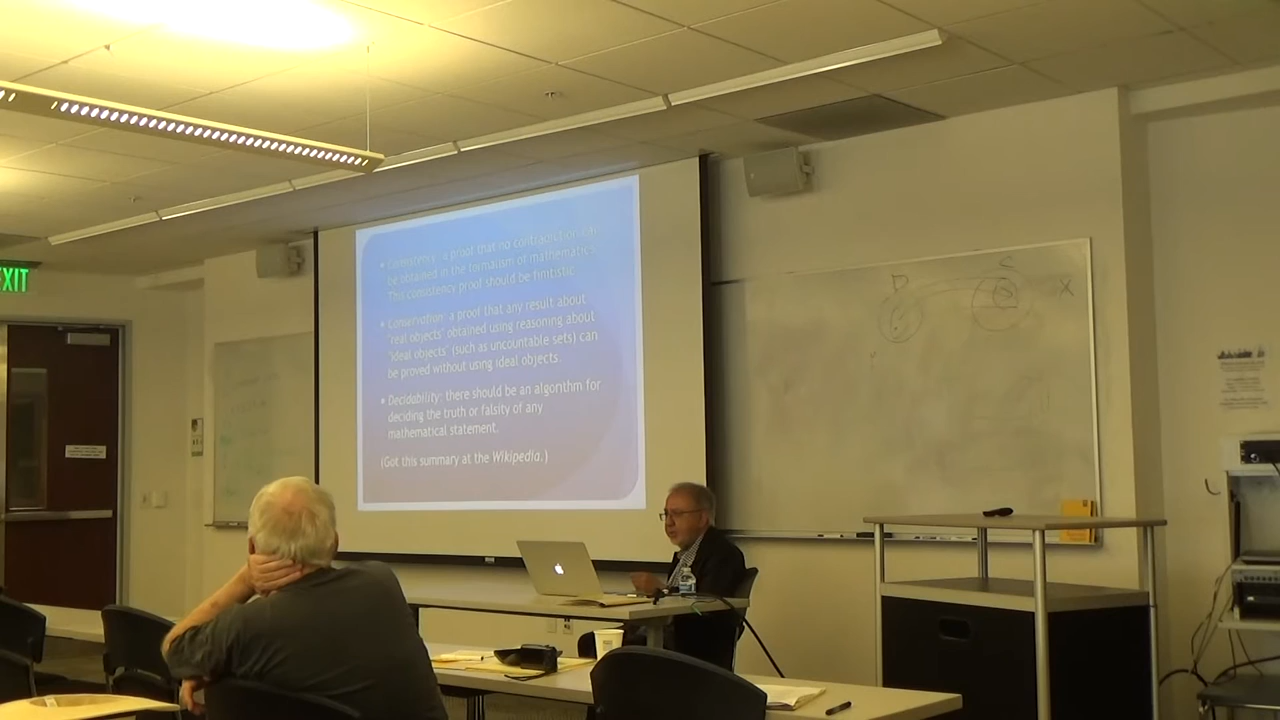 EXIT
• Consistency: a proof that no contradiction can
be obtained in the formalism of mathematics.
This consistency proof should be finitistic.
• Conservation: a proof that any result about
"real objects" obtained using reasoning about
"ideal objects" (such as uncountable sets) can
be proved without using ideal objects.
• Decidability: there should be an algorithm for
deciding the truth or falsity of any
mathematical statement.
(Got this summary at the Wikipedia.)
D
S
X